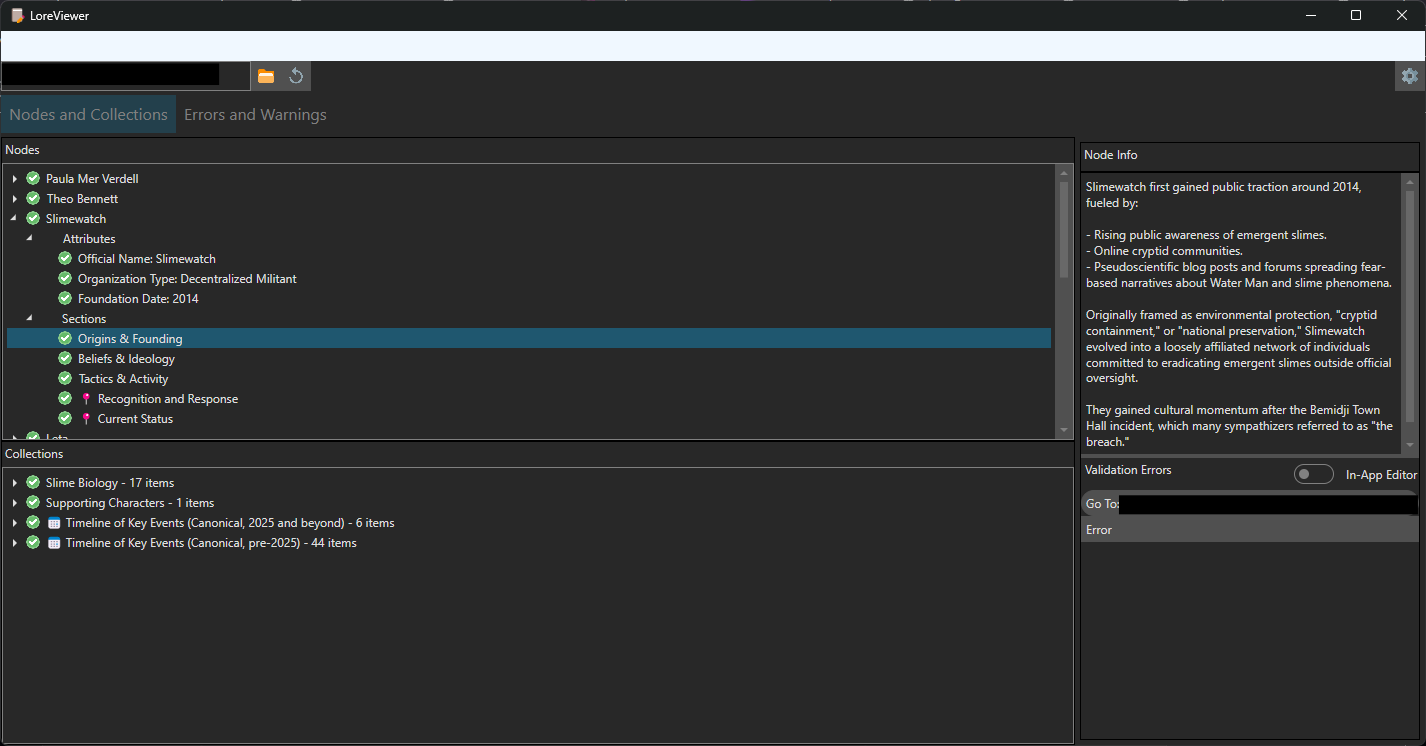 LoreViewer
Nodes and Collections
Errors and Warnings
Nodes
Paula Mer Verdell
Theo Bennett
Slimewatch
Attributes
Official Name: Slimewatch
Organization Type: Decentralized Militant
Foundation Date: 2014
Sections
Origins & Founding
Beliefs & Ideology
Tactics & Activity
Recognition and Response
Current Status
Collections
Slime Biology - 17 items
Supporting Characters - 1 items
Timeline of Key Events (Canonical, 2025 and beyond) - 6 items
Timeline of Key Events (Canonical, pre-2025) - 44 items
Node Info
Slimewatch first gained public traction around 2014,
fueled by:
- Rising public awareness of emergent slimes.
- Online cryptid communities.
- Pseudoscientific blog posts and forums spreading fear-
based narratives about Water Man and slime phenomena.
Originally framed as environmental protection, "cryptid
containment," or "national preservation," Slimewatch
evolved into a loosely affiliated network of individuals
committed to eradicating emergent slimes outside official
oversight.
They gained cultural momentum after the Bemidji Town
Hall incident, which many sympathizers referred to as "the
breach."
Validation Errors
In-App Editor
Go To:
Error